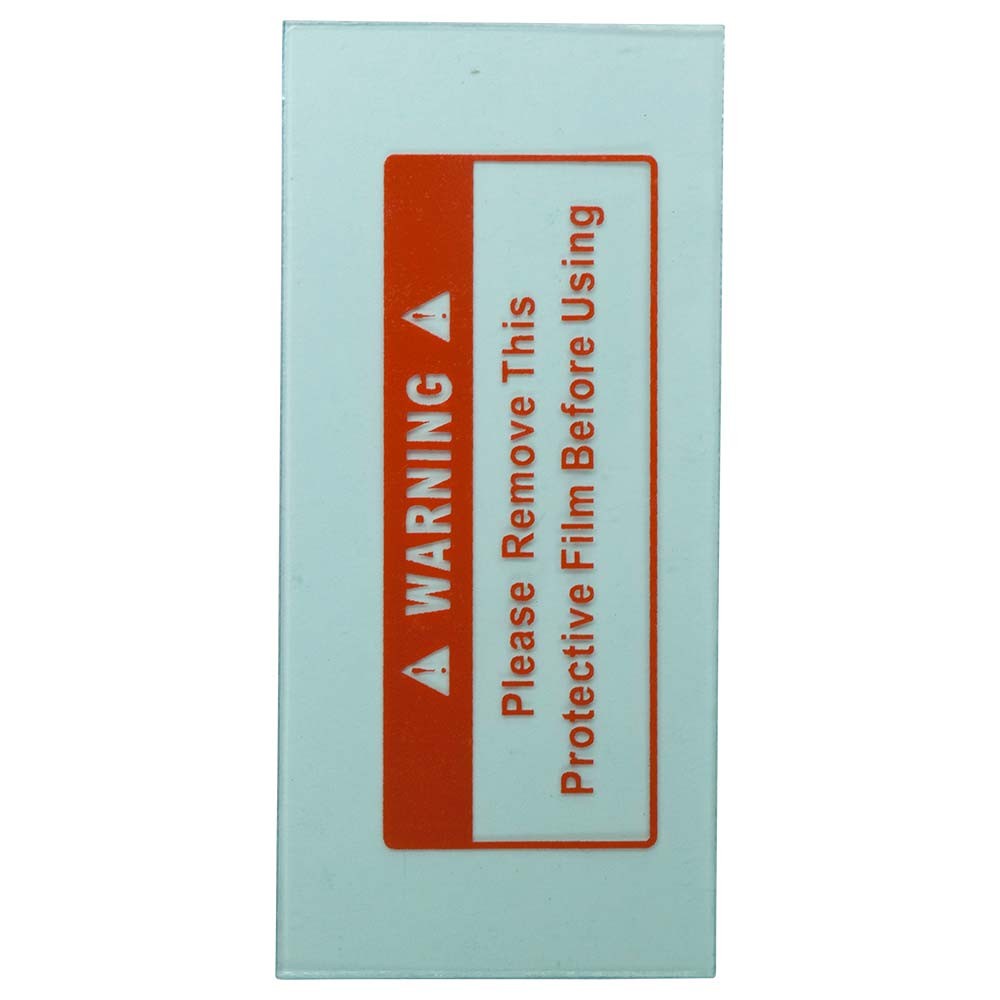 WARNING
Please Remove This
Protective Film Before Using